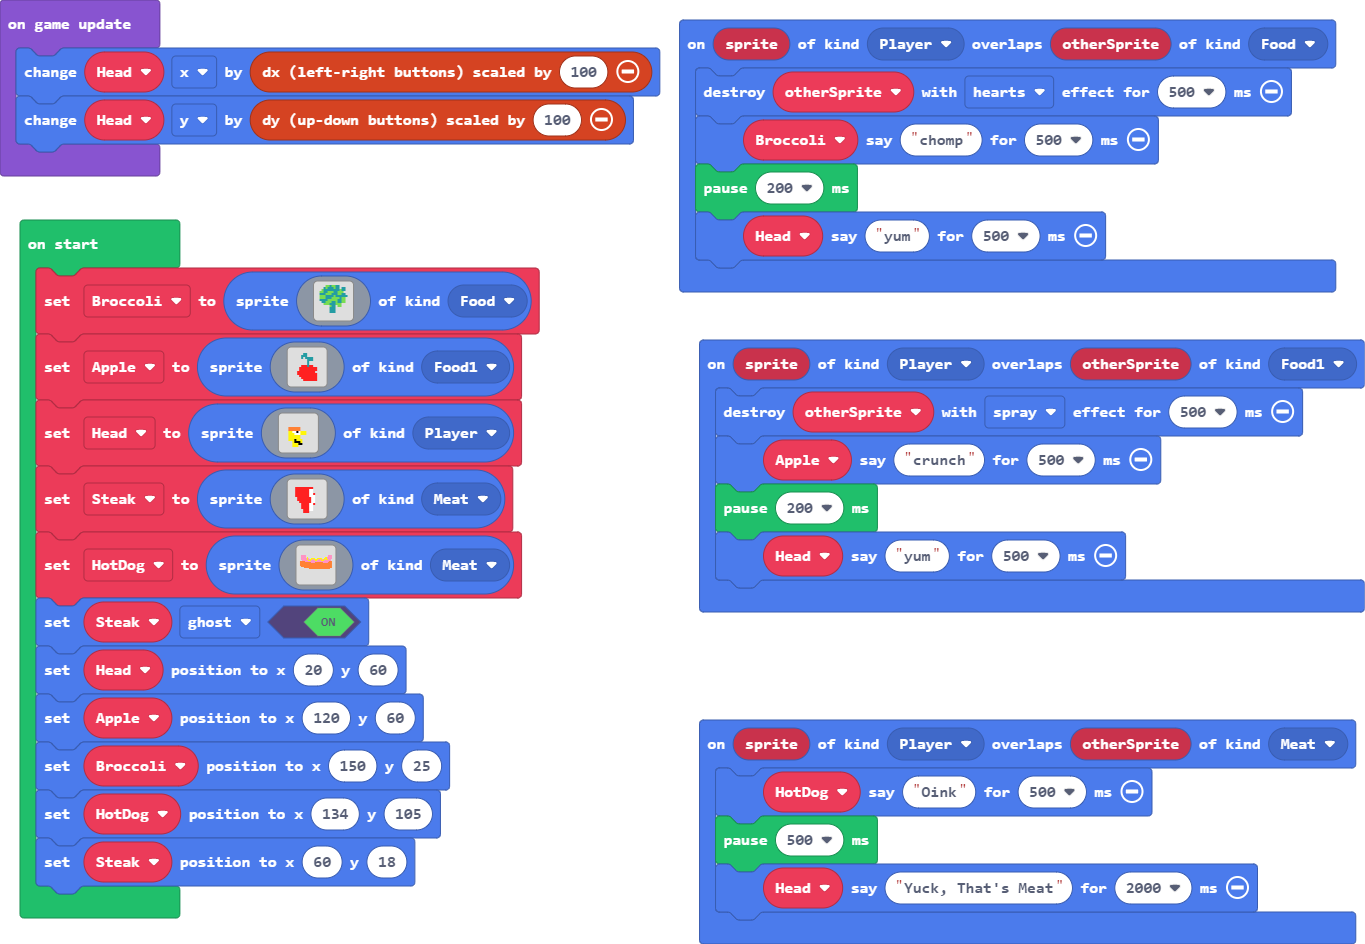 on game update
change Head x by dx (left-right buttons) scaled by 100
change Head y by dy (up-down buttons) scaled by 100
on start
set Broccoli to sprite of kind Food
set Apple to sprite of kind Food1
set Head to sprite of kind Player
set Steak to sprite of kind Meat
set HotDog to sprite of kind Meat
set Steak ghost ON
set Head position to x 20 y 60
set Apple position to x 120 y 60
set Broccoli position to x 150 y 25
set HotDog position to x 134 y 105
set Steak position to x 60 y 18
on sprite of kind Player overlaps otherSprite of kind Food
destroy otherSprite with hearts effect for 500 ms
Broccoli say "chomp" for 500 ms
pause 200 ms
Head say "yum" for 500 ms
on sprite of kind Player overlaps otherSprite of kind Food1
destroy otherSprite with spray effect for 500 ms
Apple say "crunch" for 500 ms
pause 200 ms
Head say "yum" for 500 ms
on sprite of kind Player overlaps otherSprite of kind Meat
HotDog say "Oink" for 500 ms
pause 500 ms
Head say "Yuck, That's Meat" for 2000 ms